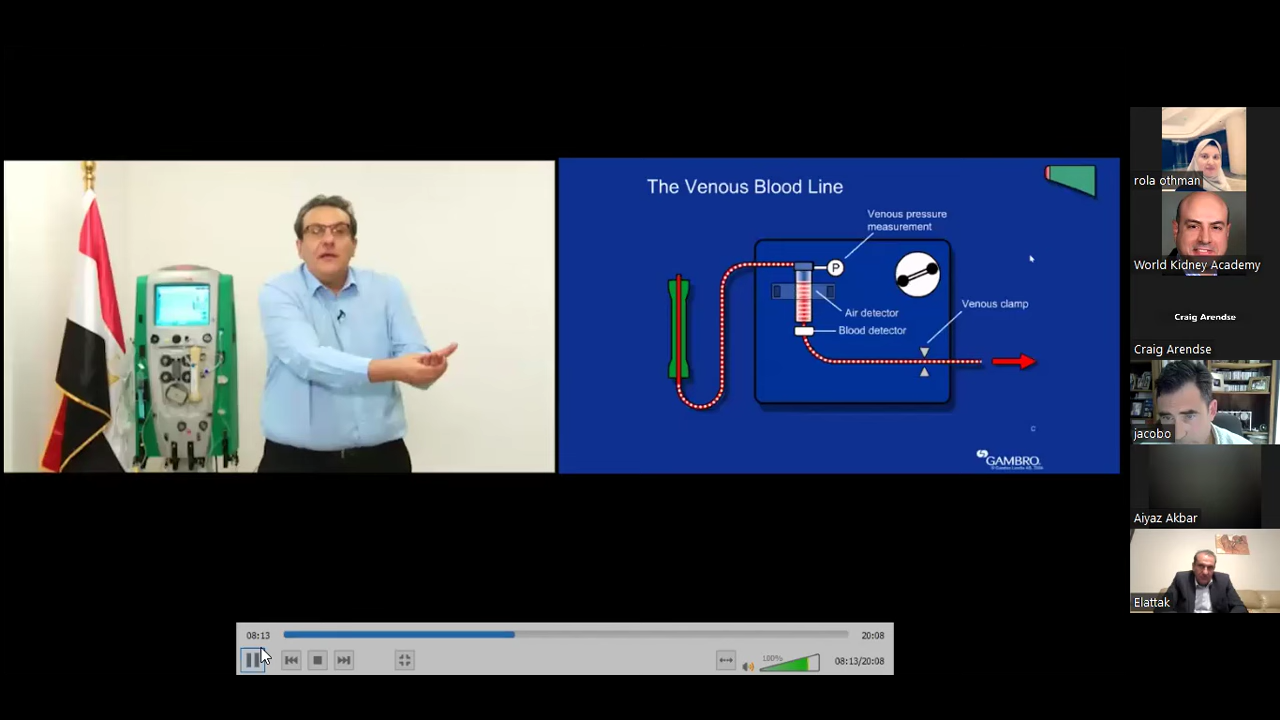 The Venous Blood Line
Venous pressure
measurement
P
Air detector
Venous clamp
Blood detector
C
GAMBRO
rola othman
World Kidney Academy
Craig Arendse
Craig Arendse
jacobo
Aiyaz Akbar
Elattak
08:13
20:08
100%
08:13/20:08